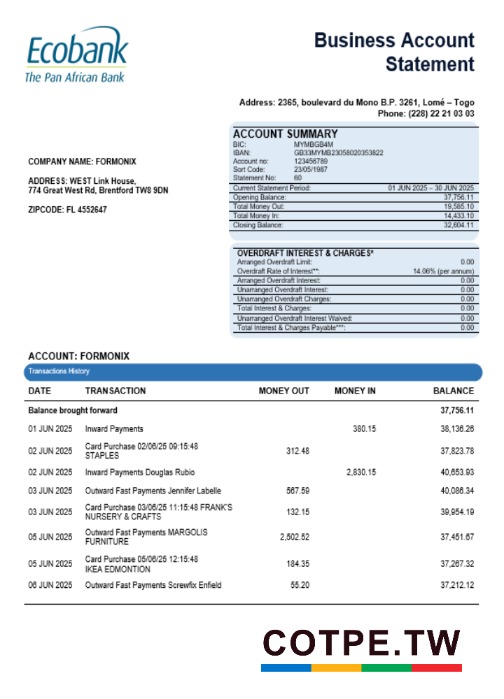 Ecobank
The Pan African Bank
Business Account
Statement
Address: 2365, boulevard du Mono B.P. 3261, Lomé – Togo
Phone: (228) 22 21 03 03
COMPANY NAME: FORMONIX
ADDRESS: WEST Link House,
774 Great West Rd, Brentford TW8 9DN
ZIPCODE: FL 4552647
ACCOUNT SUMMARY
BIC: MYMBGB4M
IBAN: GB33MYMB23058020353822
Account no: 123456789
Sort Code: 23/05/1987
Statement No: 60
Current Statement Period: 01 JUN 2025 – 30 JUN 2025
Opening Balance: 37,756.11
Total Money Out: 19,585.10
Total Money In: 14,433.10
Closing Balance: 32,604.11
OVERDRAFT INTEREST & CHARGES*
Arranged Overdraft Limit: 0.00
Overdraft Rate of Interest**: 14.06% (per annum)
Arranged Overdraft Interest: 0.00
Unarranged Overdraft Interest: 0.00
Unarranged Overdraft Charges: 0.00
Total Interest & Charges: 0.00
Unarranged Overdraft Interest Waived: 0.00
Total Interest & Charges Payable***: 0.00
ACCOUNT: FORMONIX
Transactions History
DATE TRANSACTION MONEY OUT MONEY IN BALANCE
Balance brought forward 37,756.11
01 JUN 2025 Inward Payments 380.15 38,136.26
02 JUN 2025 Card Purchase 02/06/25 09:15:48 STAPLES 312.48 37,823.78
02 JUN 2025 Inward Payments Douglas Rubio 2,830.15 40,653.93
03 JUN 2025 Outward Fast Payments Jennifer Labelle 567.59 40,086.34
03 JUN 2025 Card Purchase 03/06/25 11:15:48 FRANK'S NURSERY & CRAFTS 132.15 39,954.19
05 JUN 2025 Outward Fast Payments MARGOLIS FURNITURE 2,502.52 37,451.67
05 JUN 2025 Card Purchase 05/06/25 12:15:48 IKEA EDMONTION 184.35 37,267.32
06 JUN 2025 Outward Fast Payments Screwfix Enfield 55.20 37,212.12
COTPE.TW